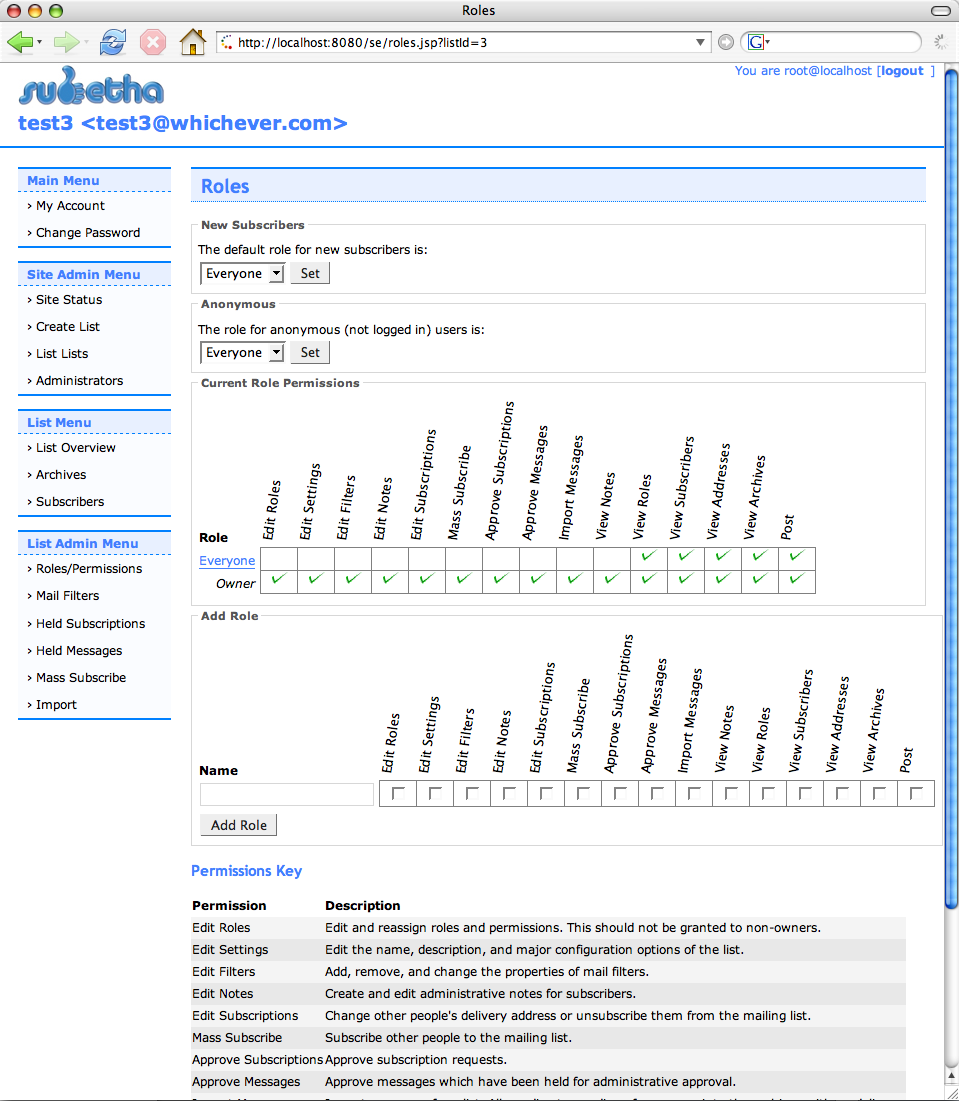 Roles
http://localhost:8080/se/roles.jsp?listId=3
G
You are root@localhost [logout ]
subetha
test3 <test3@whichever.com>
Main Menu
› My Account
› Change Password
Site Admin Menu
› Site Status
› Create List
› List Lists
› Administrators
List Menu
› List Overview
› Archives
› Subscribers
List Admin Menu
› Roles/Permissions
› Mail Filters
› Held Subscriptions
› Held Messages
› Mass Subscribe
› Import
Roles
New Subscribers
The default role for new subscribers is:
Everyone Set
Anonymous
The role for anonymous (not logged in) users is:
Everyone Set
Current Role Permissions
Role Edit Roles Edit Settings Edit Filters Edit Notes Edit Subscriptions Mass Subscribe Approve Subscriptions Approve Messages Import Messages View Notes View Roles View Subscribers View Addresses View Archives Post
Everyone
Owner
Add Role
Name Edit Roles Edit Settings Edit Filters Edit Notes Edit Subscriptions Mass Subscribe Approve Subscriptions Approve Messages Import Messages View Notes View Roles View Subscribers View Addresses View Archives Post
Add Role
Permissions Key
Permission Description
Edit Roles Edit and reassign roles and permissions. This should not be granted to non-owners.
Edit Settings Edit the name, description, and major configuration options of the list.
Edit Filters Add, remove, and change the properties of mail filters.
Edit Notes Create and edit administrative notes for subscribers.
Edit Subscriptions Change other people's delivery address or unsubscribe them from the mailing list.
Mass Subscribe Subscribe other people to the mailing list.
Approve Subscriptions Approve subscription requests.
Approve Messages Approve messages which have been held for administrative approval.